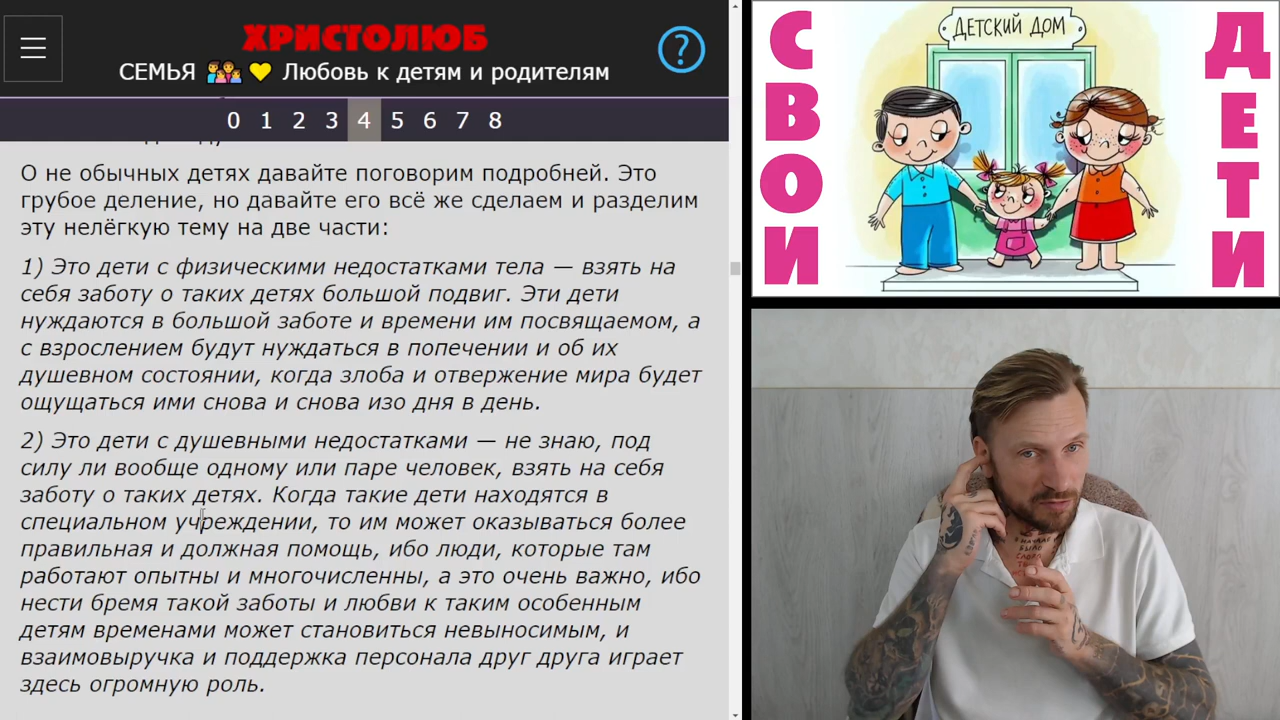 ХРИСТОЛЮБ
СЕМЬЯ Любовь к детям и родителям
0 1 2 3 4 5 6 7 8
О не обычных детях давайте поговорим подробней. Это
грубое деление, но давайте его всё же сделаем и разделим
эту нелёгкую тему на две части:
1) Это дети с физическими недостатками тела — взять на
себя заботу о таких детях большой подвиг. Эти дети
нуждаются в большой заботе и времени им посвящаемом, а
с взрослением будут нуждаться в попечении и об их
душевном состоянии, когда злоба и отвержение мира будет
ощущаться ими снова и снова изо дня в день.
2) Это дети с душевными недостатками — не знаю, под
силу ли вообще одному или паре человек, взять на себя
заботу о таких детях. Когда такие дети находятся в
специальном учреждении, то им может оказываться более
правильная и должная помощь, ибо люди, которые там
работают опытны и многочисленны, а это очень важно, ибо
нести бремя такой заботы и любви к таким особенным
детям временами может становиться невыносимым, и
взаимовыручка и поддержка персонала друг друга играет
здесь огромную роль.
СВОИ
ДЕТСКИЙ ДОМ
ДЕТИ
В НАЧАЛЕ
БЫЛО
СЛОВО